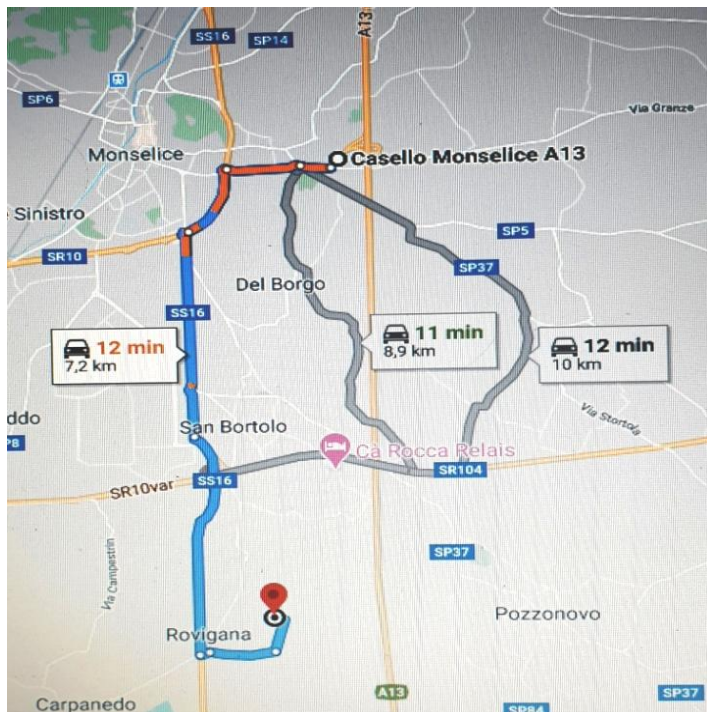 SS16
SP14
A13
SP6
Via Granze
Monselice
Casello Monselice A13
Sinistro
SP5
SR10
SP37
Del Borgo
SS16
12 min
7,2 km
11 min
8,9 km
12 min
10 km
ddo
San Bortolo
Via Stortola
P8
Cà Rocca Relais
SR104
SS16
SR10var
SP37
Via Campestrin
Pozzonovo
Rovigana
A13
SP37
Carpanedo
SP84